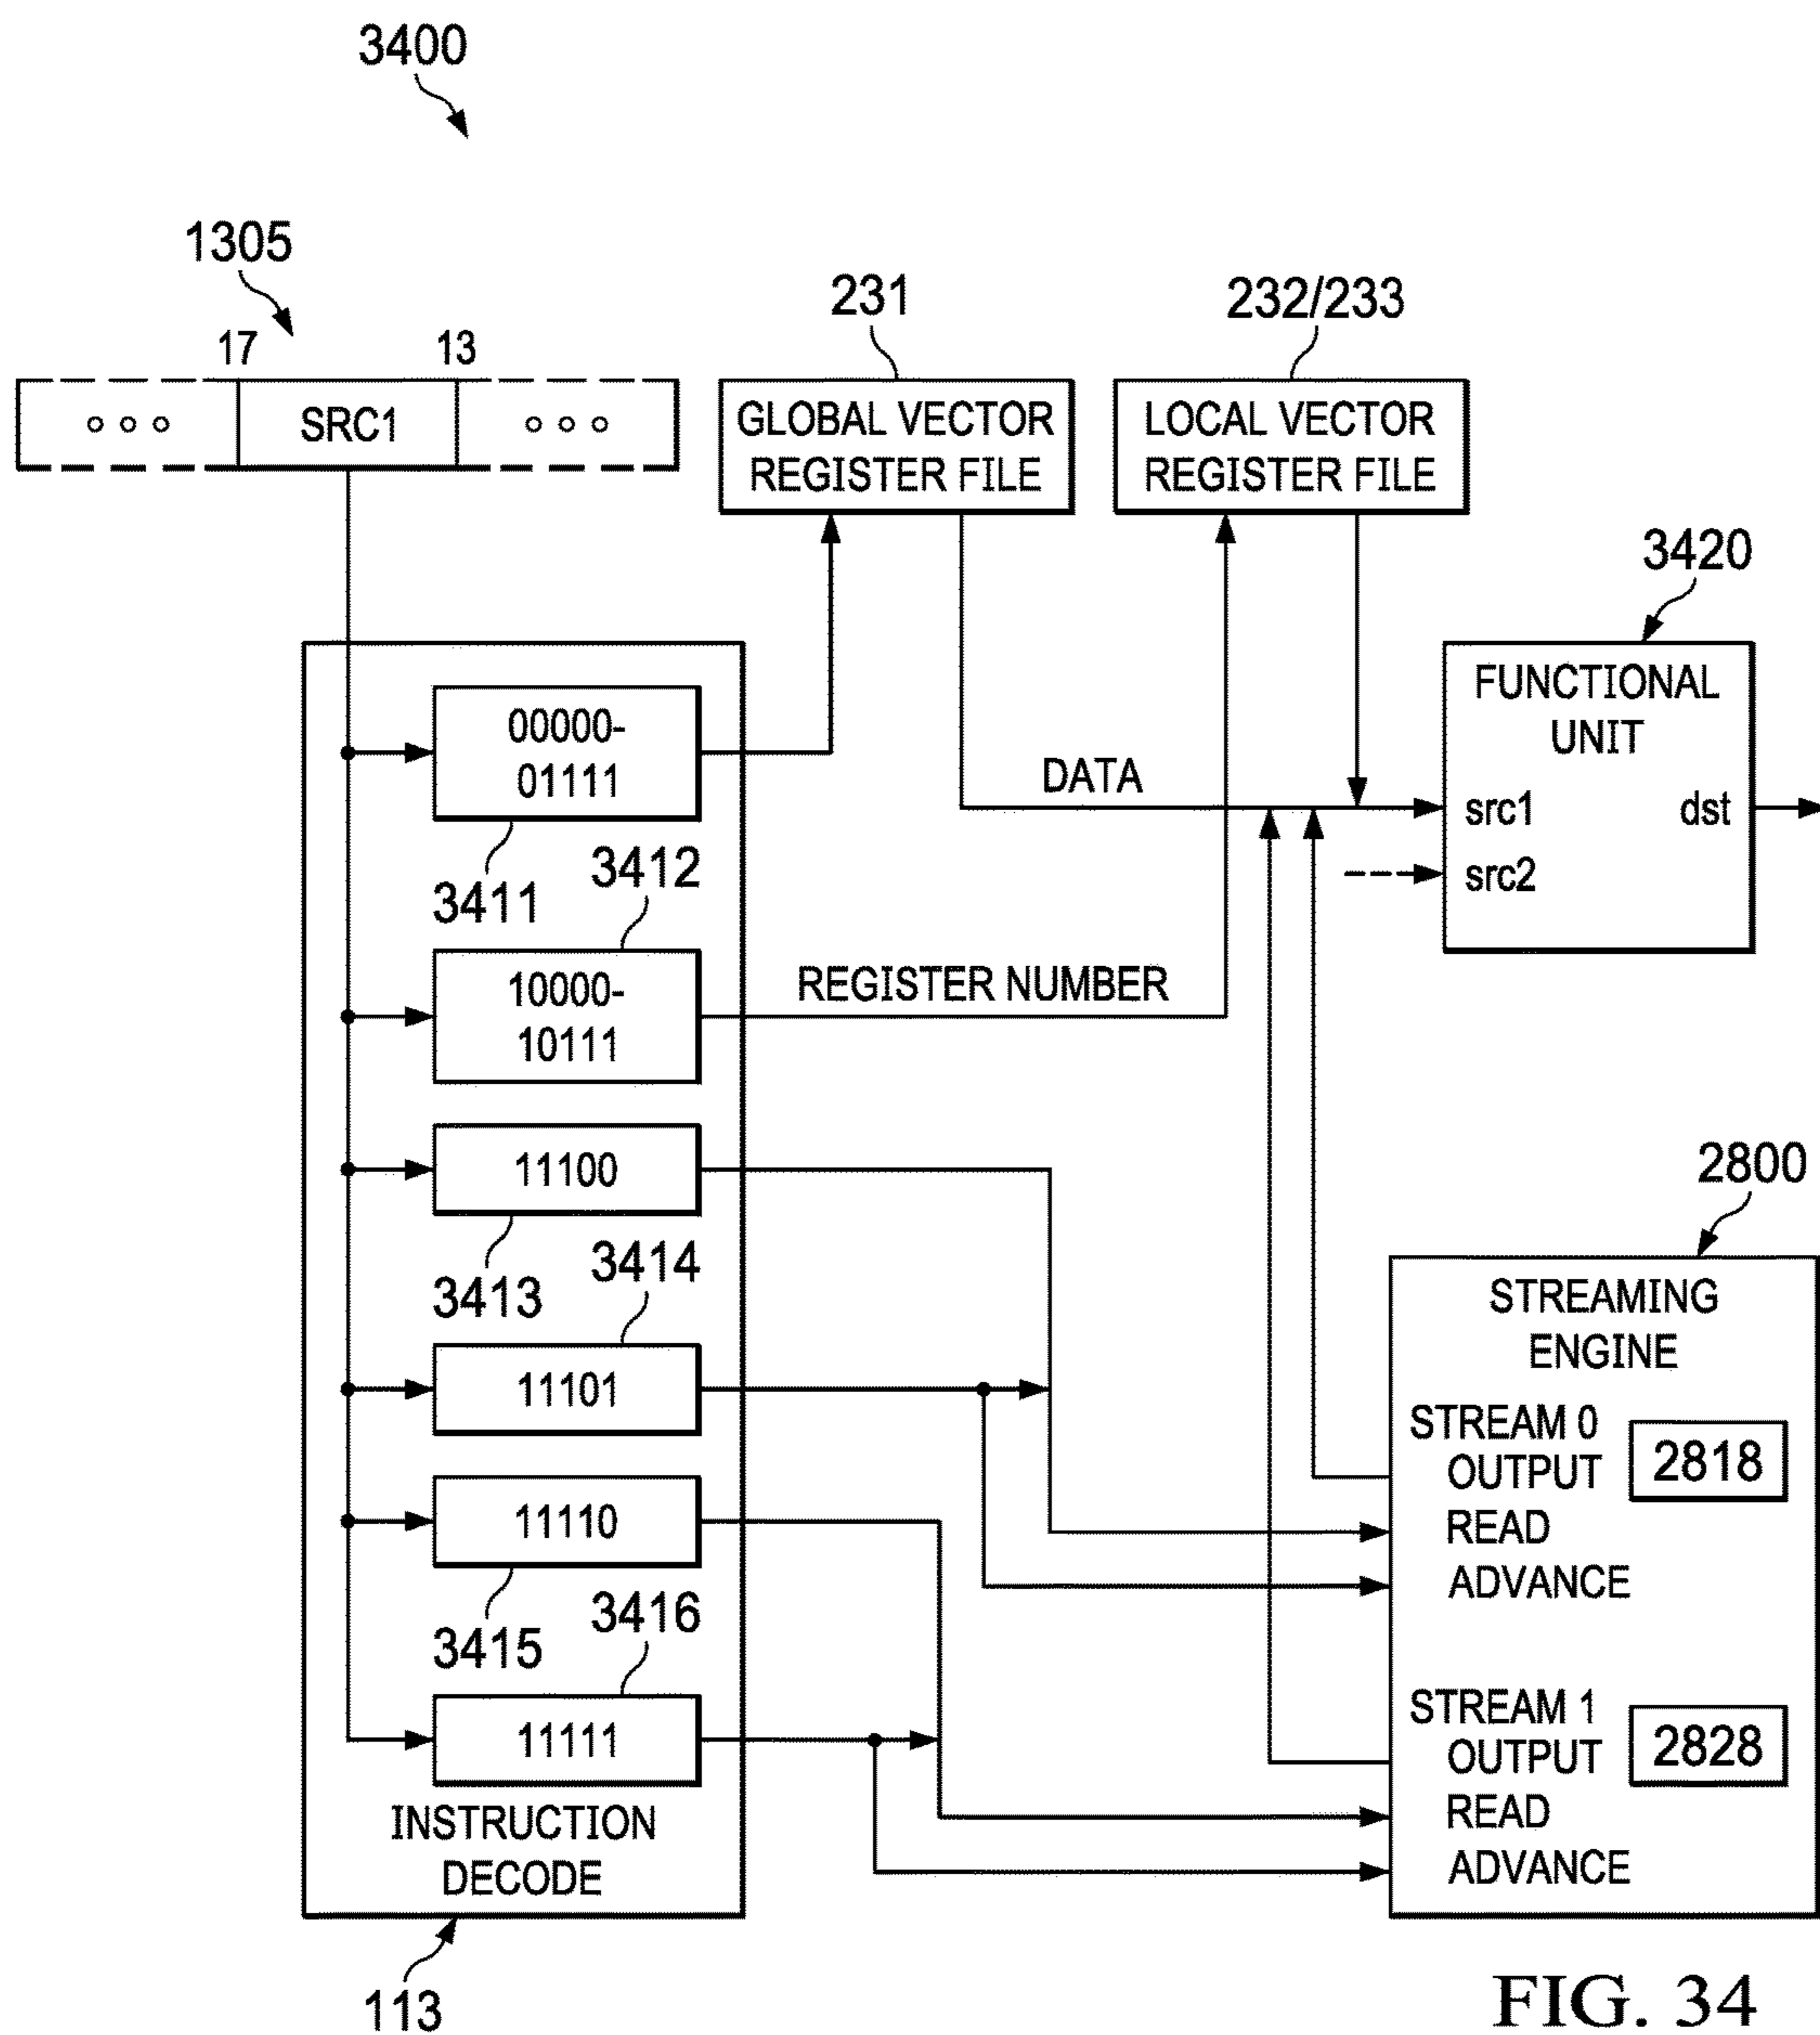 3400
1305
231
232/233
17
13
SRC1
GLOBAL VECTOR
REGISTER FILE
LOCAL VECTOR
REGISTER FILE
3420
FUNCTIONAL
UNIT
src1
dst
src2
DATA
00000-
01111
3411
3412
10000-
10111
REGISTER NUMBER
11100
3413
3414
11101
11110
3415
3416
11111
INSTRUCTION
DECODE
113
2800
STREAMING
ENGINE
STREAM 0
OUTPUT
2818
READ
ADVANCE
STREAM 1
OUTPUT
2828
READ
ADVANCE
FIG. 34